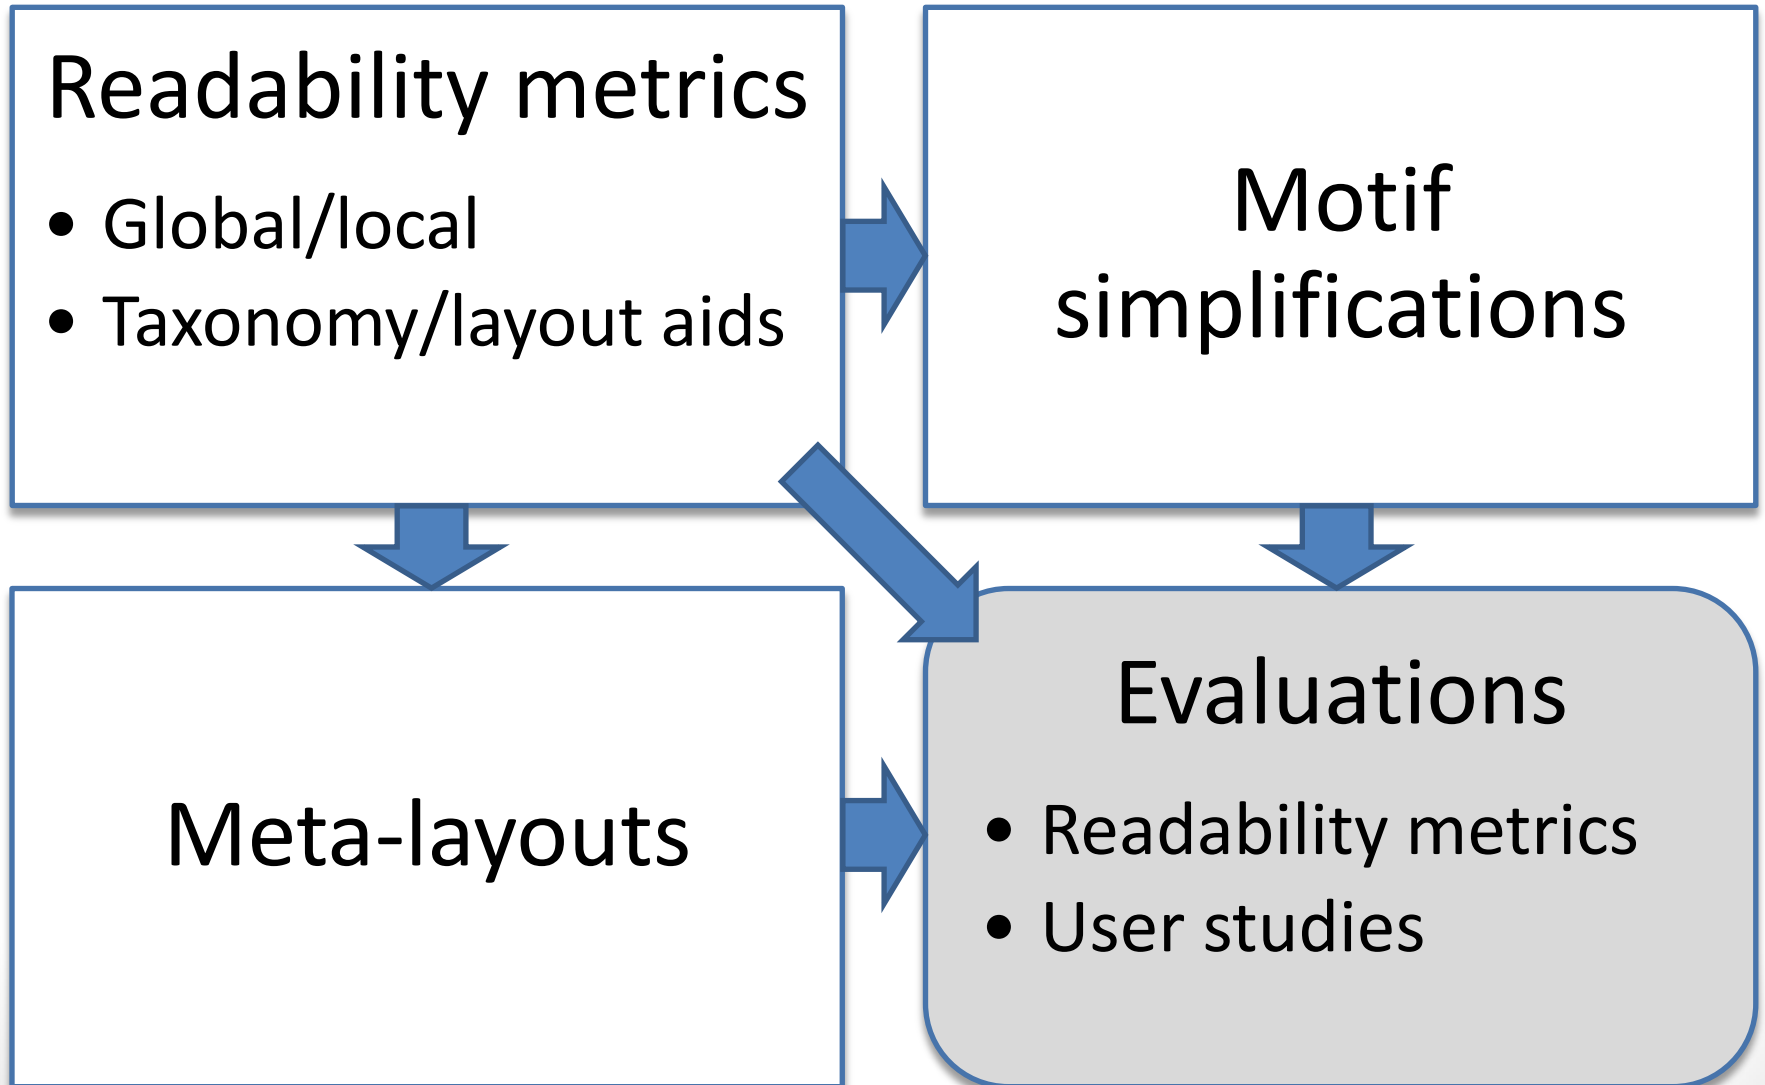 Readability metrics
• Global/local
• Taxonomy/layout aids
Motif
simplifications
Meta-layouts
Evaluations
• Readability metrics
• User studies